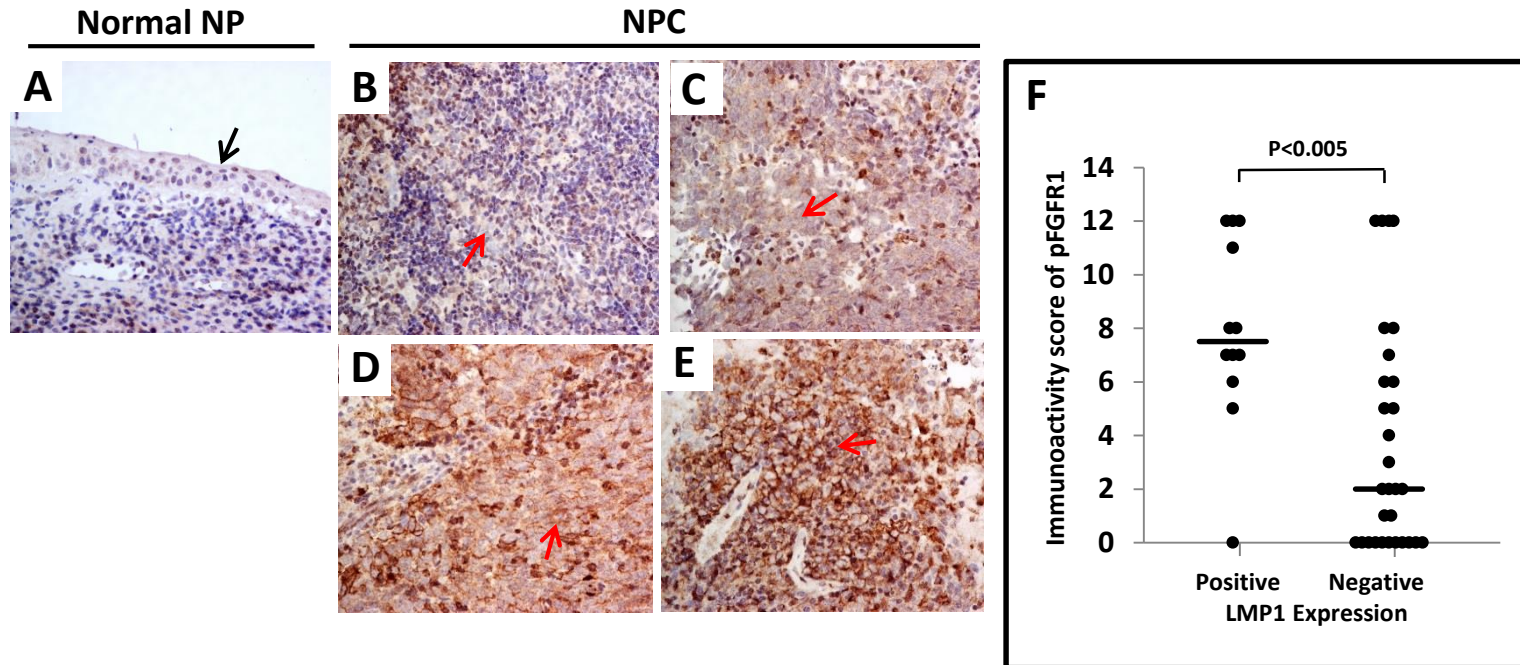 Normal NP
NPC
A
B
C
D
E
F
P<0.005
Immunoactivity score of pFGFR1
14
12
10
8
6
4
2
0
Positive
Negative
LMP1 Expression